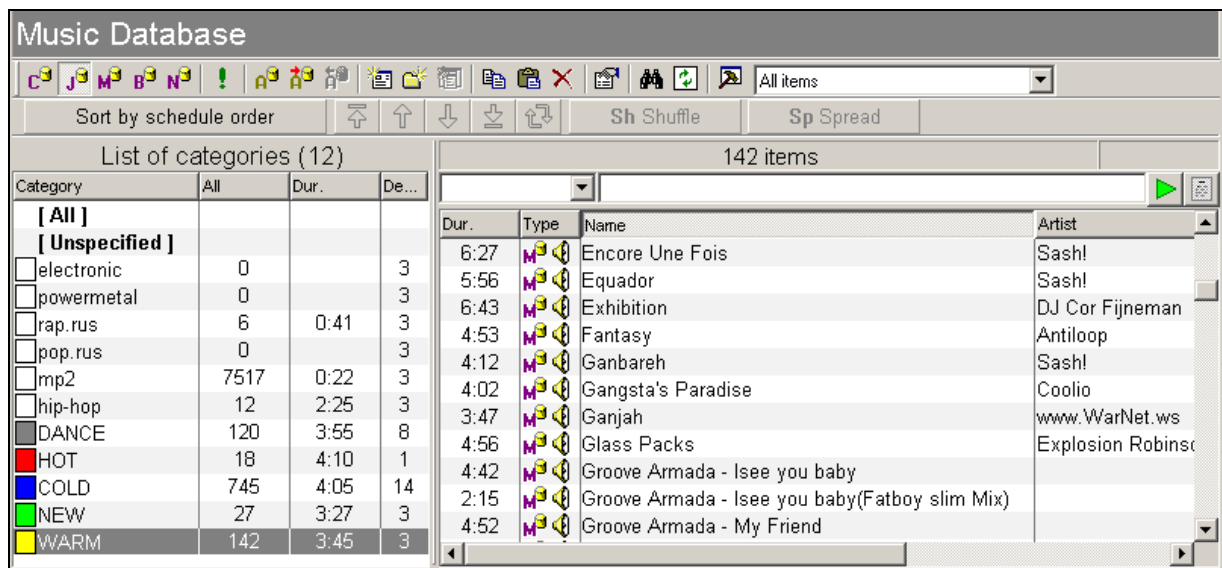 Music Database
C J M B N ! A A A All items
Sort by schedule order Sh Shuffle Sp Spread
List of categories (12) 142 items
Category All Dur. De...
[ All ]
[ Unspecified ]
electronic 0 3
powermetal 0 3
rap.rus 6 0:41 3
pop.rus 0 3
mp2 7517 0:22 3
hip-hop 12 2:25 3
DANCE 120 3:55 8
HOT 18 4:10 1
COLD 745 4:05 14
NEW 27 3:27 3
WARM 142 3:45 3
Dur. Type Name Artist
6:27 M Encore Une Fois Sash!
5:56 M Equador Sash!
6:43 M Exhibition DJ Cor Fijneman
4:53 M Fantasy Antiloop
4:12 M Ganbareh Sash!
4:02 M Gangsta's Paradise Coolio
3:47 M Ganjah www.WarNet.ws
4:56 M Glass Packs Explosion Robinso
4:42 M Groove Armada - Isee you baby
2:15 M Groove Armada - Isee you baby(Fatboy slim Mix)
4:52 M Groove Armada - My Friend